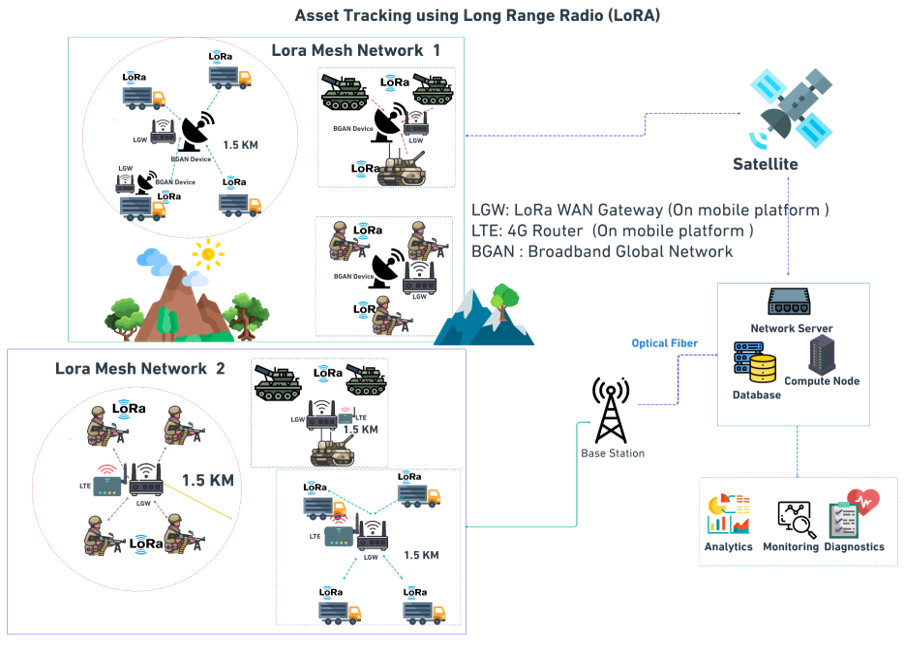 Asset Tracking using Long Range Radio (LoRA)
Lora Mesh Network 1
LoRa
LoRa
LGW
BGAN Device
1.5 KM
LGW
BGAN Device
LoRa
LoRa
LoRa
BGAN Device
LGW
LoRa
LoRa
LoRa
BGAN Device
LGW
LoRa
Satellite
LGW: LoRa WAN Gateway (On mobile platform )
LTE: 4G Router (On mobile platform )
BGAN : Broadband Global Network
Network Server
Database
Compute Node
Optical Fiber
Base Station
Analytics
Monitoring
Diagnostics
Lora Mesh Network 2
LoRa
LTE
LGW
1.5 KM
LoRa
LoRa
LGW
LTE
1.5 KM
LoRa
LoRa
LTE
LGW
1.5 KM
LoRa
LoRa